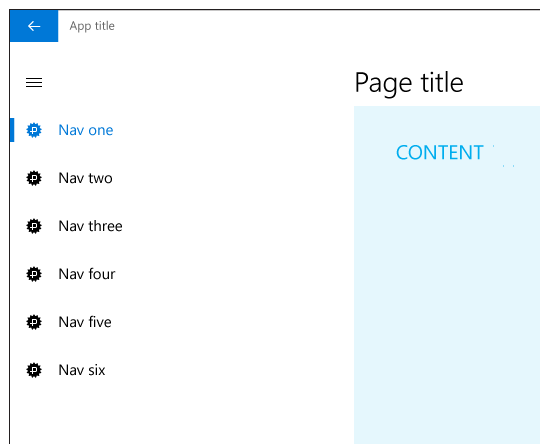 App title
Page title
CONTENT
Nav one
Nav two
Nav three
Nav four
Nav five
Nav six